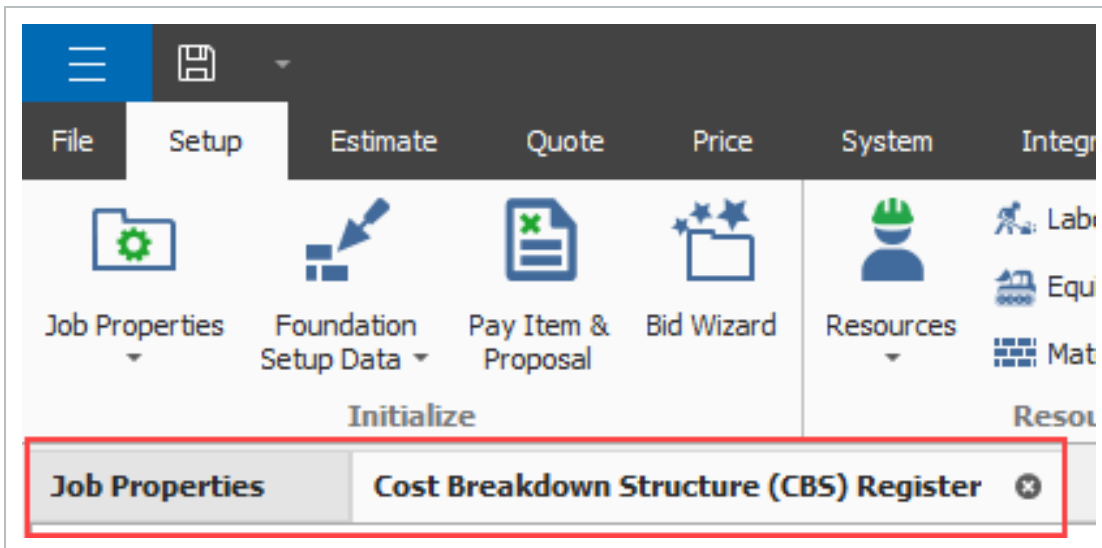 File Setup Estimate Quote Price System
Job Properties
Foundation
Setup Data
Pay Item &
Proposal
Bid Wizard
Resources
Initialize
Job Properties Cost Breakdown Structure (CBS) Register